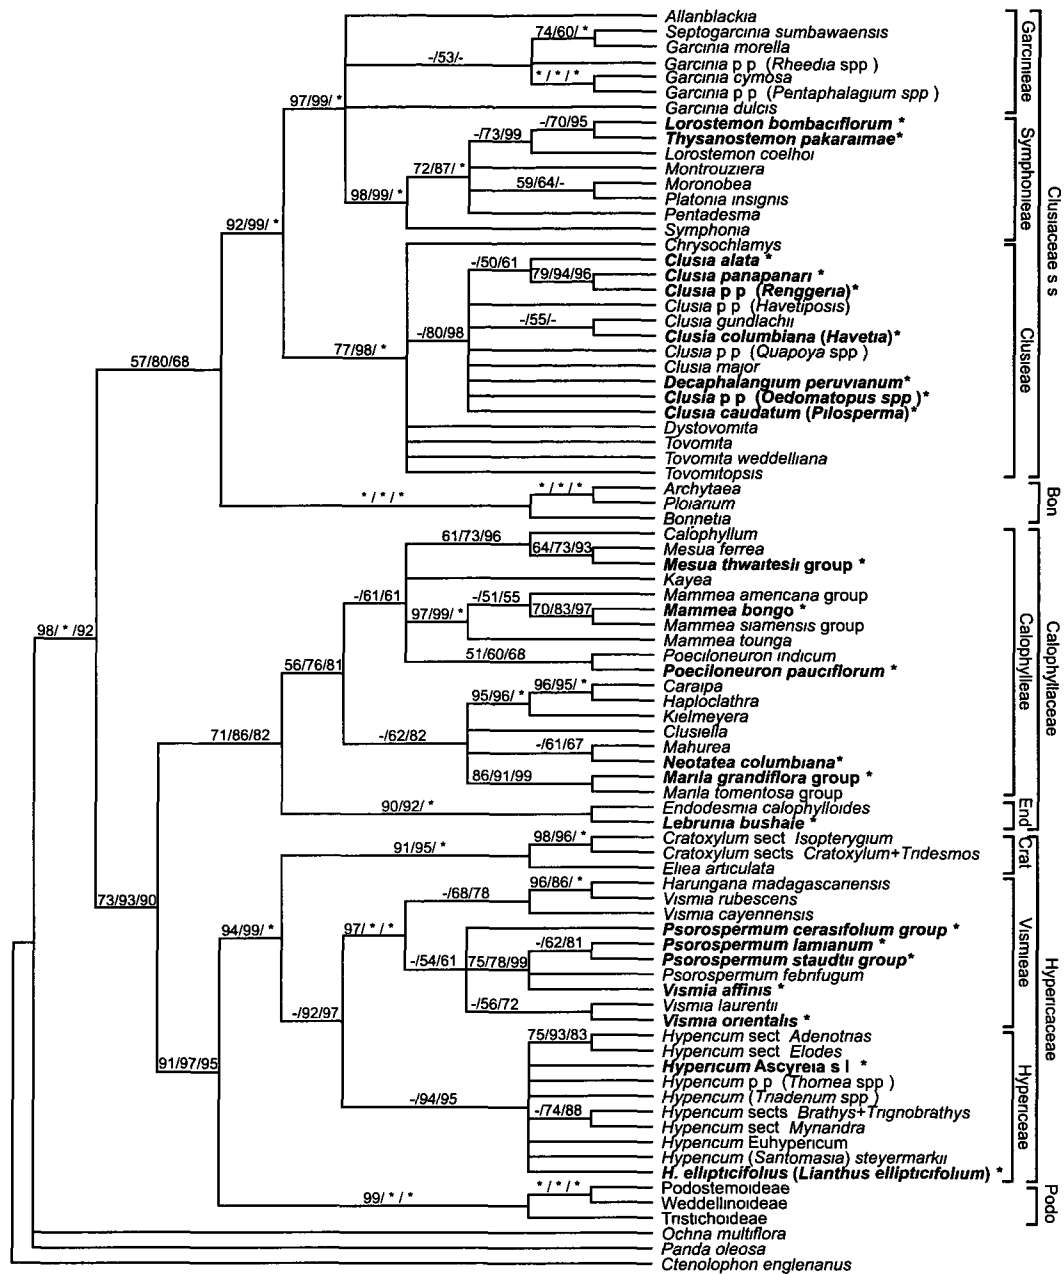 Allanblackia
74/60/ *
Septogarcinia sumbawaensis
Garcinia morella
-/53/-
Garcinia p p (Rheedia spp )
* / * / *
Garcinia cymosa
Garcinia p p (Pentaphalagium spp )
97/99/ *
Garcinia dulcis
Garcinieae
-/70/95
Lorostemon bombaciflorum *
-/73/99
Thysanostemon pakaraimae*
Lorostemon coelhoi
72/87/ *
Montrouziera
59/64/-
Moronobea
98/99/ *
Platonia insignis
Pentadesma
Symphonia
Symphonieae
92/99/ *
Chrysochlamys
-/50/61
Clusia alata *
79/94/96
Clusia panapanari *
Clusia p p (Renggeria)*
Clusia p p (Havetiopsis)
-/55/-
Clusia gundlachii
-/80/98
Clusia columbiana (Havetia)*
77/98/ *
Clusia p p (Quapoya spp )
Clusia major
Decaphalangium peruvianum*
Clusia p p (Oedomatopus spp )*
Clusia caudatum (Pilosperma)*
Dystovomita
Tovomita
Tovomita weddelliana
Tovomitopsis
Clusieae
Clusiaceae s s
57/80/68
* / * / *
* / * / *
Archytaea
Ploiarium
Bonnetia
Bon
61/73/96
Calophyllum
64/73/93
Mesua ferrea
Mesua thwaitesii group *
Kayea
-/61/61
-/51/55
Mammea americana group
97/99/ *
70/83/97
Mammea bongo *
Mammea siamensis group
Mammea touriga
98/ * /92
51/60/68
Poeciloneuron indicum
Poeciloneuron pauciflorum *
56/76/81
96/95/ *
Caraipa
95/96/ *
Haploclathra
Kielmeyera
Clusiella
-/62/82
-/61/67
Mahurea
Neotatea columbiana*
71/86/82
86/91/99
Marila grandiflora group *
Marila tomentosa group
Calophylleae
90/92/ *
Endodesmia calophylloides
Lebrunia bushaie *
End
Calophyllaceae
98/96/ *
Cratoxylum sect Isopterygium
91/95/ *
Cratoxylum sects Cratoxylum+Tridesmos
Eliea articulata
Crat
73/93/90
96/86/ *
Harungana madagascariensis
-/68/78
Vismia rubescens
Vismia cayennensis
94/99/ *
97/ * / *
Psorospermum cerasifolium group *
-/62/81
Psorospermum lamianum *
-/54/61
75/78/99
Psorospermum staudtii group*
Psorospermum febrifugum
Vismia affinis *
-/56/72
Vismia laurentii
Vismia orientalis *
Vismieae
-/92/97
75/93/83
Hypericum sect Adenotrias
Hypericum sect Elodes
91/97/95
Hypericum Ascyreia s l *
Hypericum p p (Thornea spp )
-/94/95
Hypericum (Triadenum spp )
-/74/88
Hypericum sects Brathys+Trignobrathys
Hypericum sect Myriandra
Hypericum Euhypericum
Hypericum (Santomasia) steyermarkii
H. ellipticifolius (Lianthus ellipticifolium) *
Hypericeae
Hypericaceae
99/ * / *
* / * / *
Podostemoideae
Weddellinoideae
Tristichoideae
Podo
Ochna multiflora
Panda oleosa
Ctenolophon englerianus